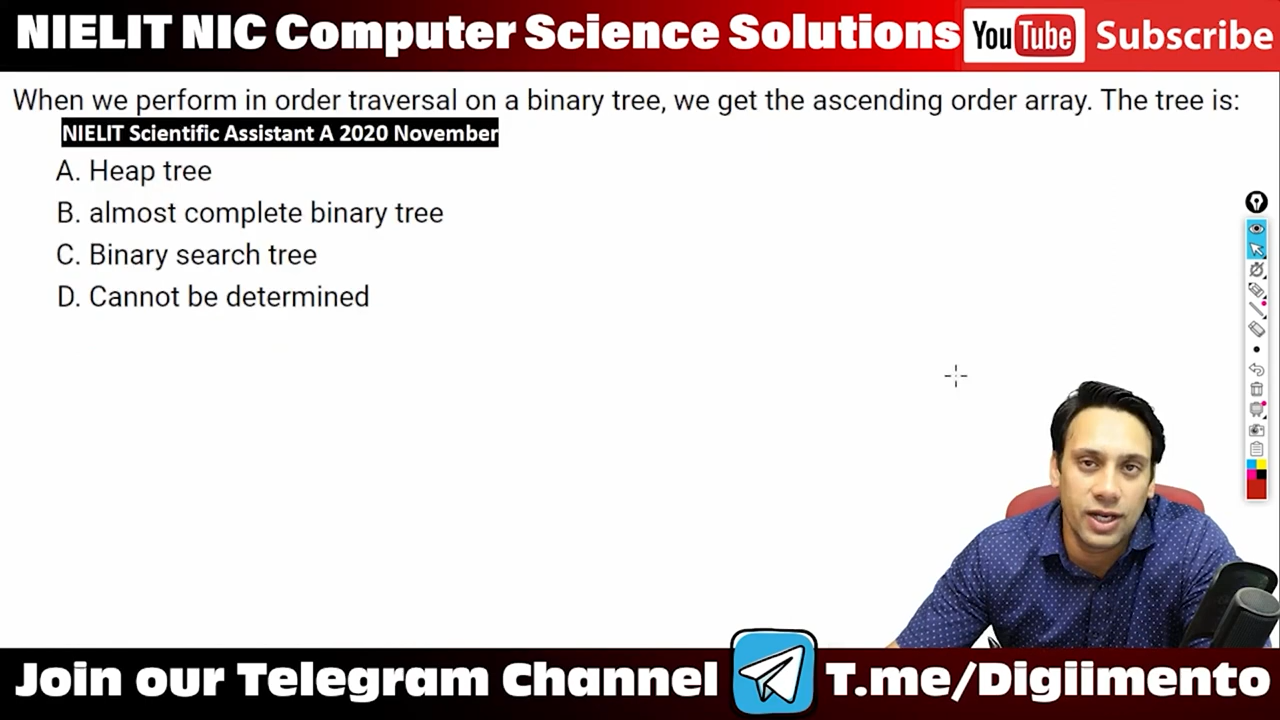 NIELIT NIC Computer Science Solutions YouTube Subscribe
When we perform in order traversal on a binary tree, we get the ascending order array. The tree is:
NIELIT Scientific Assistant A 2020 November
A. Heap tree
B. almost complete binary tree
C. Binary search tree
D. Cannot be determined
Join our Telegram Channel T.me/Digiimento